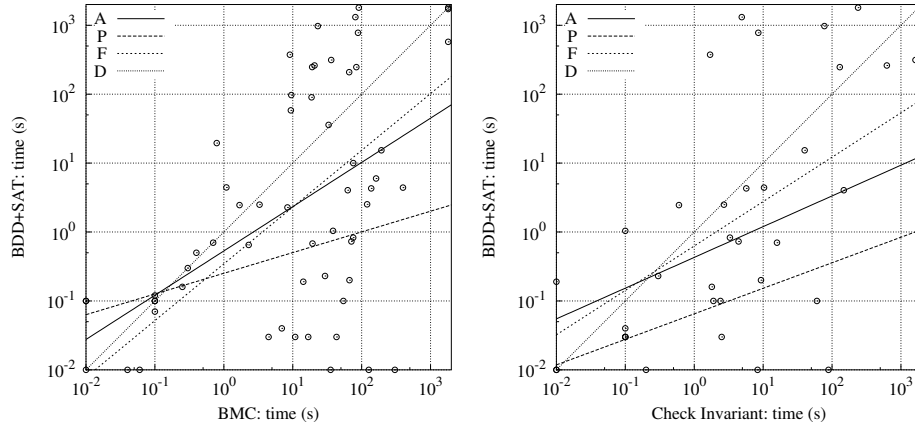 A
P
F
D
10^3
10^2
10^1
10^0
10^-1
10^-2
BDD+SAT: time (s)
10^-2 10^-1 10^0 10^1 10^2 10^3
BMC: time (s)
A
P
F
D
10^3
10^2
10^1
10^0
10^-1
10^-2
BDD+SAT: time (s)
10^-2 10^-1 10^0 10^1 10^2 10^3
Check Invariant: time (s)